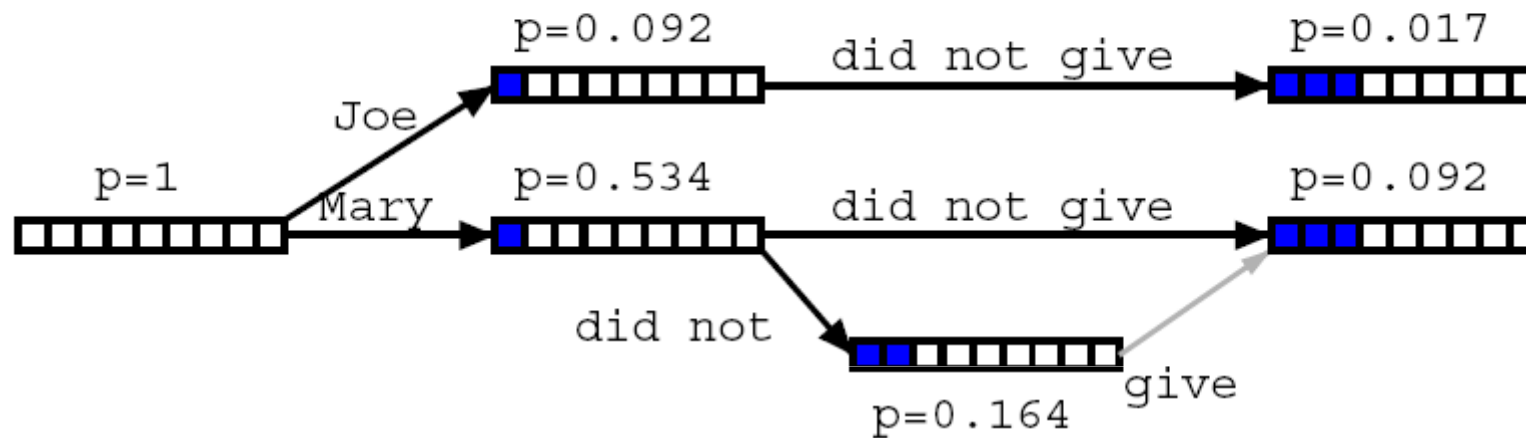 p=0.092
did not give
p=0.017
Joe
p=1
Mary
p=0.534
did not give
p=0.092
did not
give
p=0.164